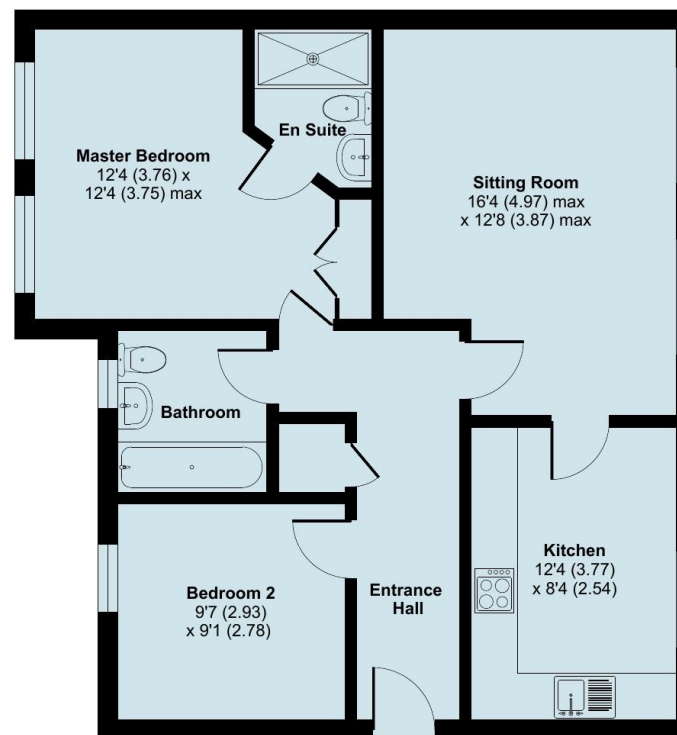 En Suite
Master Bedroom
12'4 (3.76) x
12'4 (3.75) max
Sitting Room
16'4 (4.97) max
x 12'8 (3.87) max
Bathroom
Kitchen
12'4 (3.77)
x 8'4 (2.54)
Bedroom 2
9'7 (2.93)
x 9'1 (2.78)
Entrance
Hall